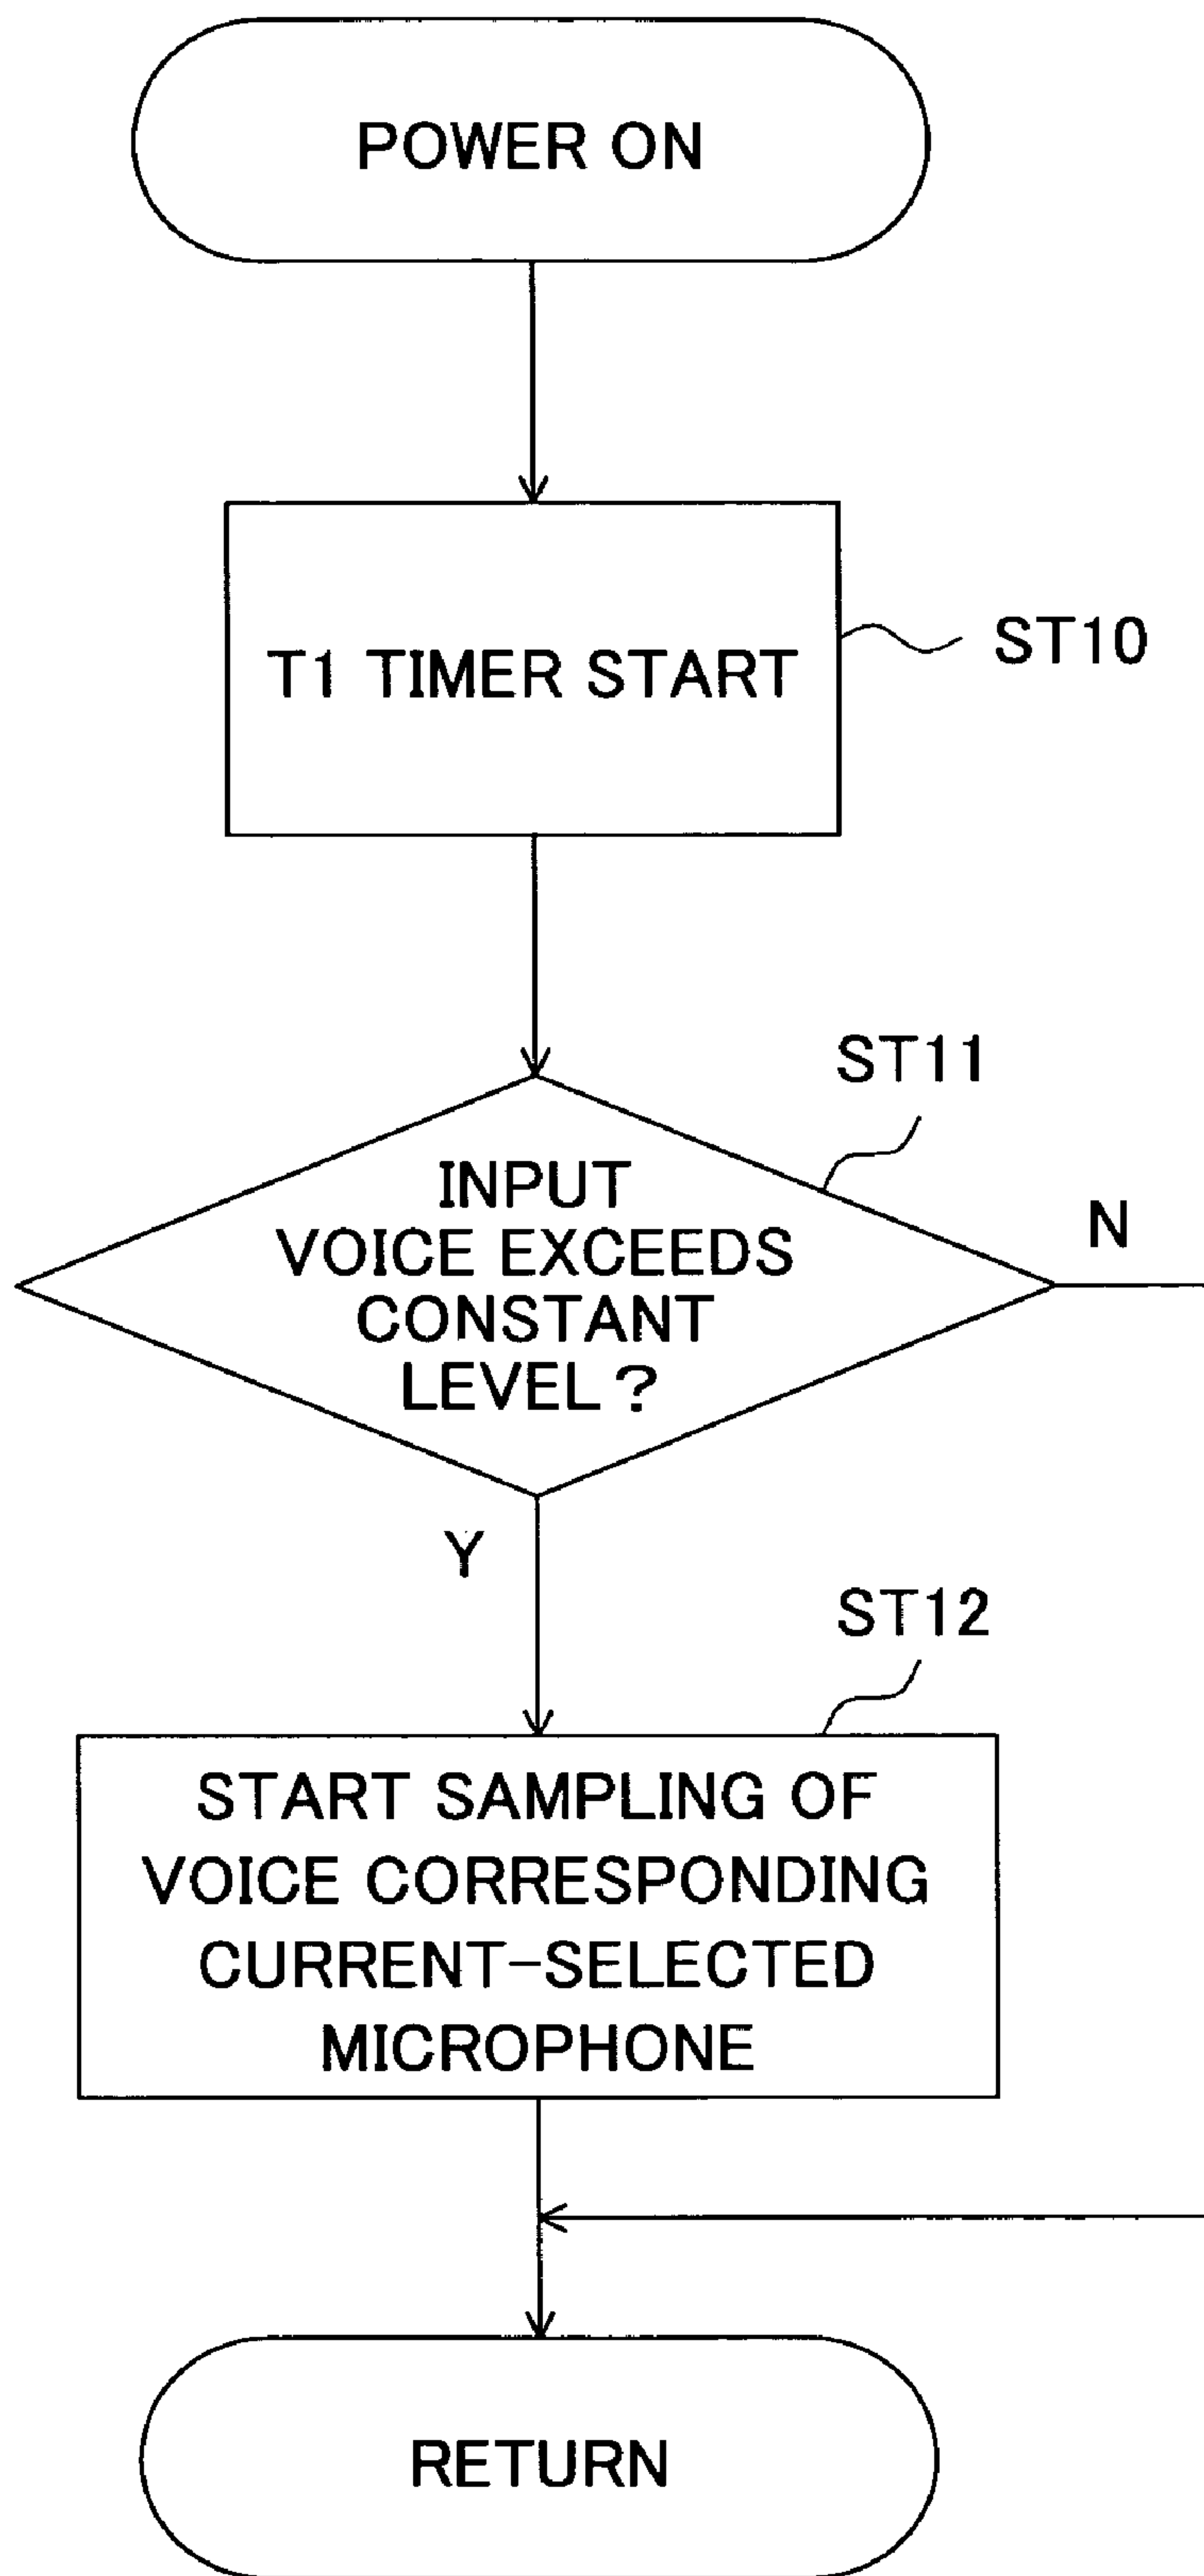 POWER ON
T1 TIMER START
ST10
ST11
INPUT
VOICE EXCEEDS
CONSTANT
LEVEL?
N
Y
ST12
START SAMPLING OF
VOICE CORRESPONDING
CURRENT-SELECTED
MICROPHONE
RETURN